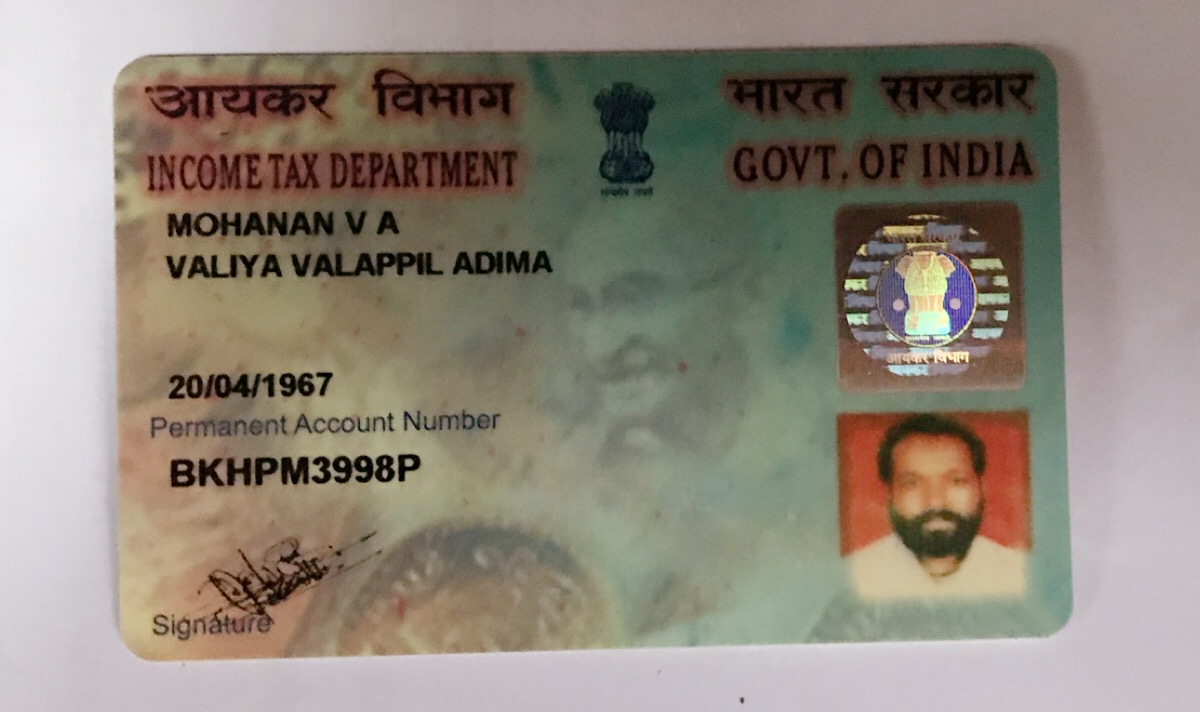 आयकर विभाग
भारत सरकार
INCOME TAX DEPARTMENT
GOVT. OF INDIA
सत्यमेव जयते
MOHANAN V A
VALIYA VALAPPIL ADIMA
20/04/1967
Permanent Account Number
BKHPM3998P
Signature
आयकर विभाग